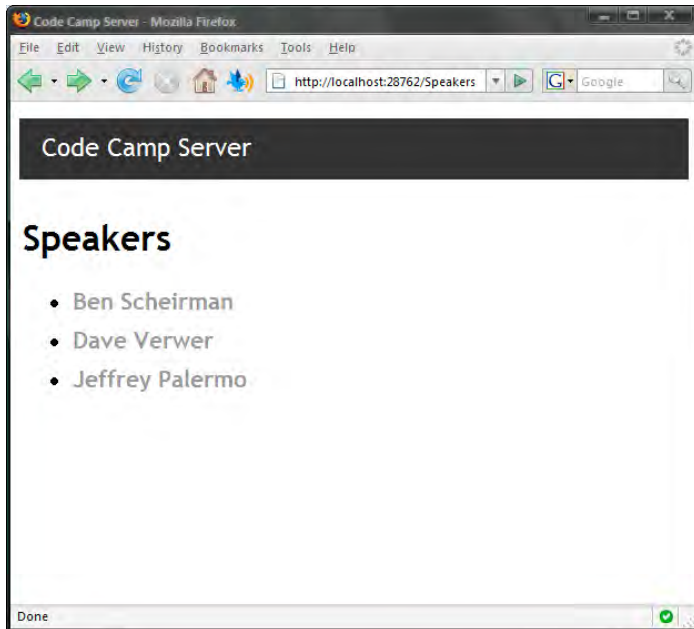 Code Camp Server - Mozilla Firefox
File Edit View History Bookmarks Tools Help
http://localhost:28762/Speakers G Google
Code Camp Server
Speakers
• Ben Scheirman
• Dave Verwer
• Jeffrey Palermo
Done